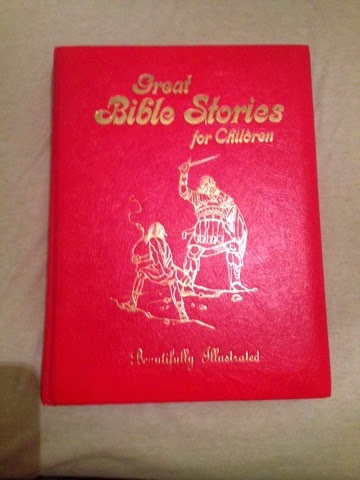 Great
Bible Stories
for Children
Beautifully Illustrated